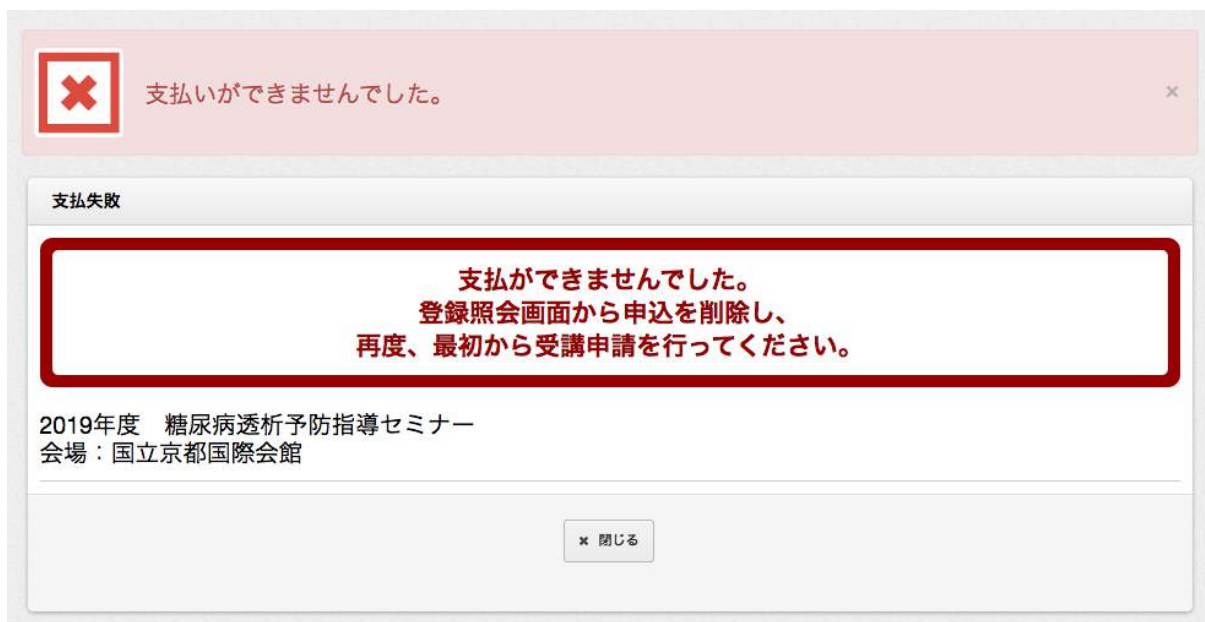 支払いができませんでした。
×
支払失敗
支払ができませんでした。
登録照会画面から申込を削除し、
再度、最初から受講申請を行ってください。
2019年度　糖尿病透析予防指導セミナー
会場：国立京都国際会館
✖ 閉じる